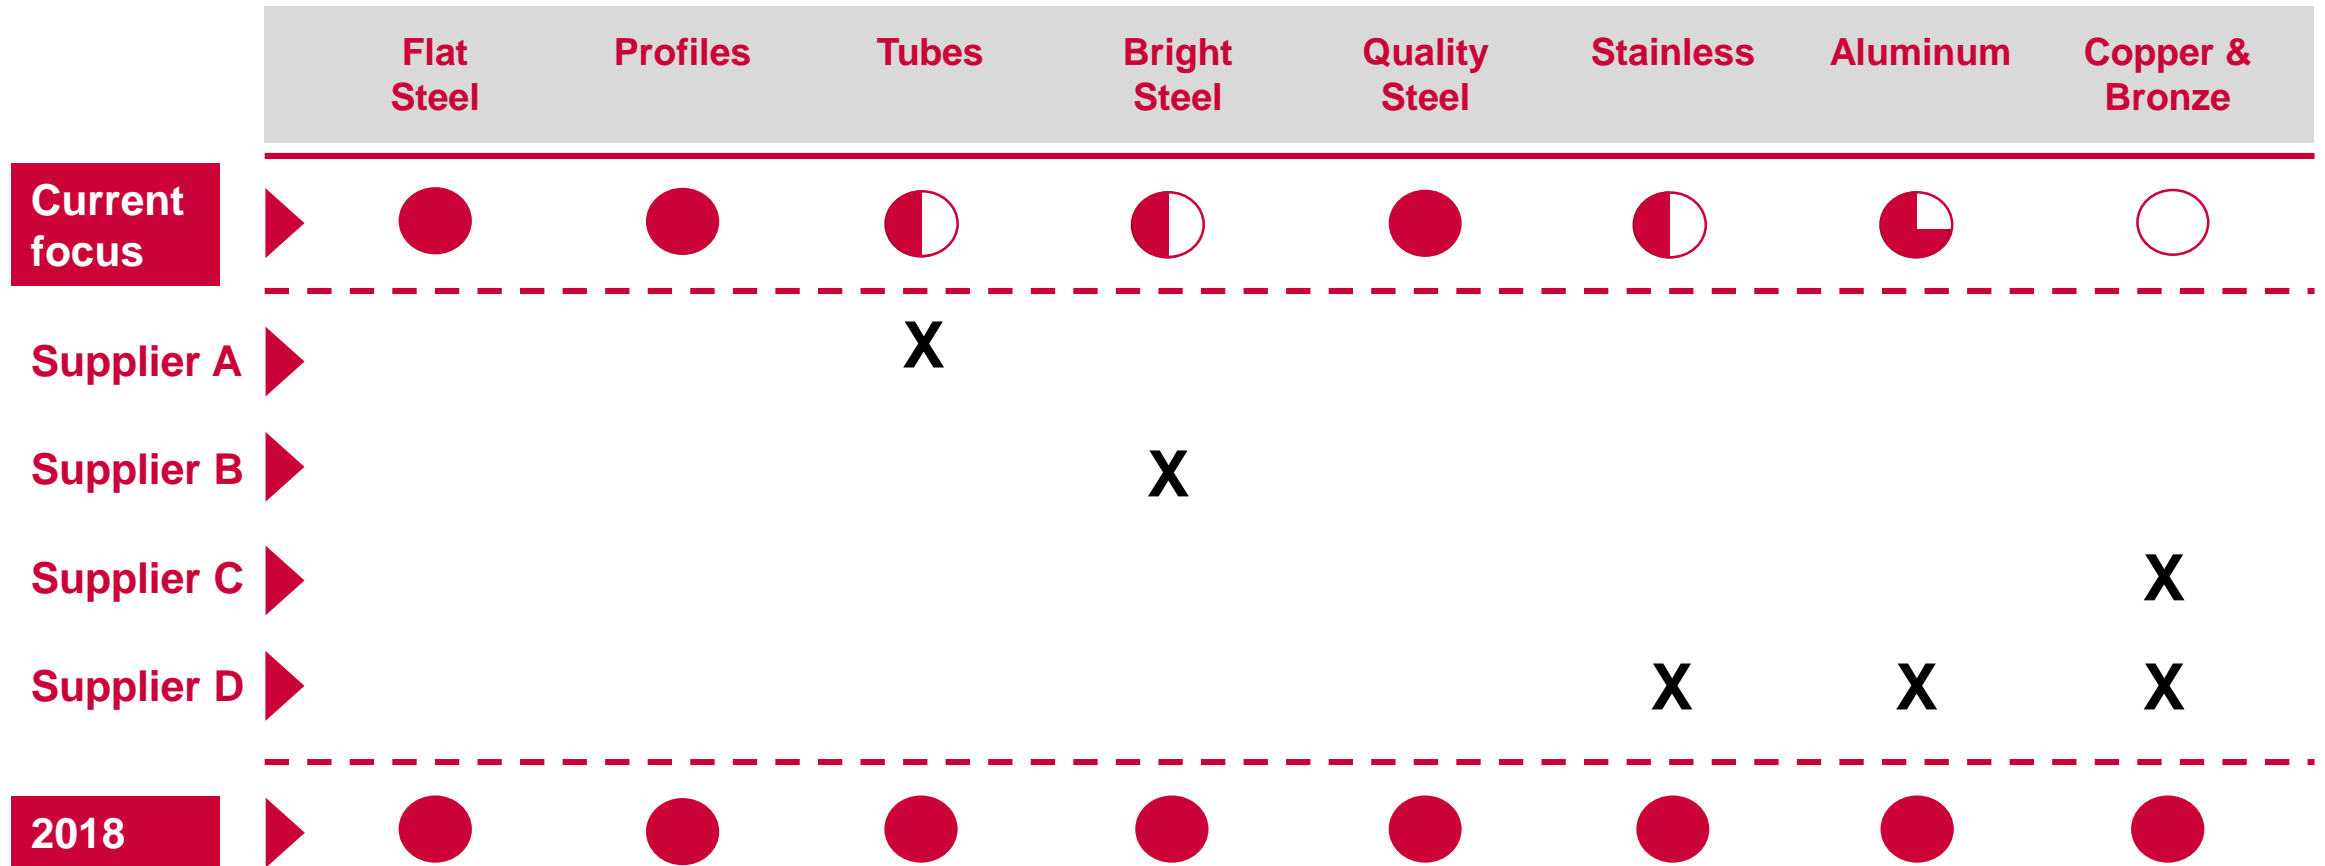 Flat Steel
Profiles
Tubes
Bright Steel
Quality Steel
Stainless
Aluminum
Copper & Bronze
Current
focus
Supplier A
X
Supplier B
X
Supplier C
X
Supplier D
X X X
2018